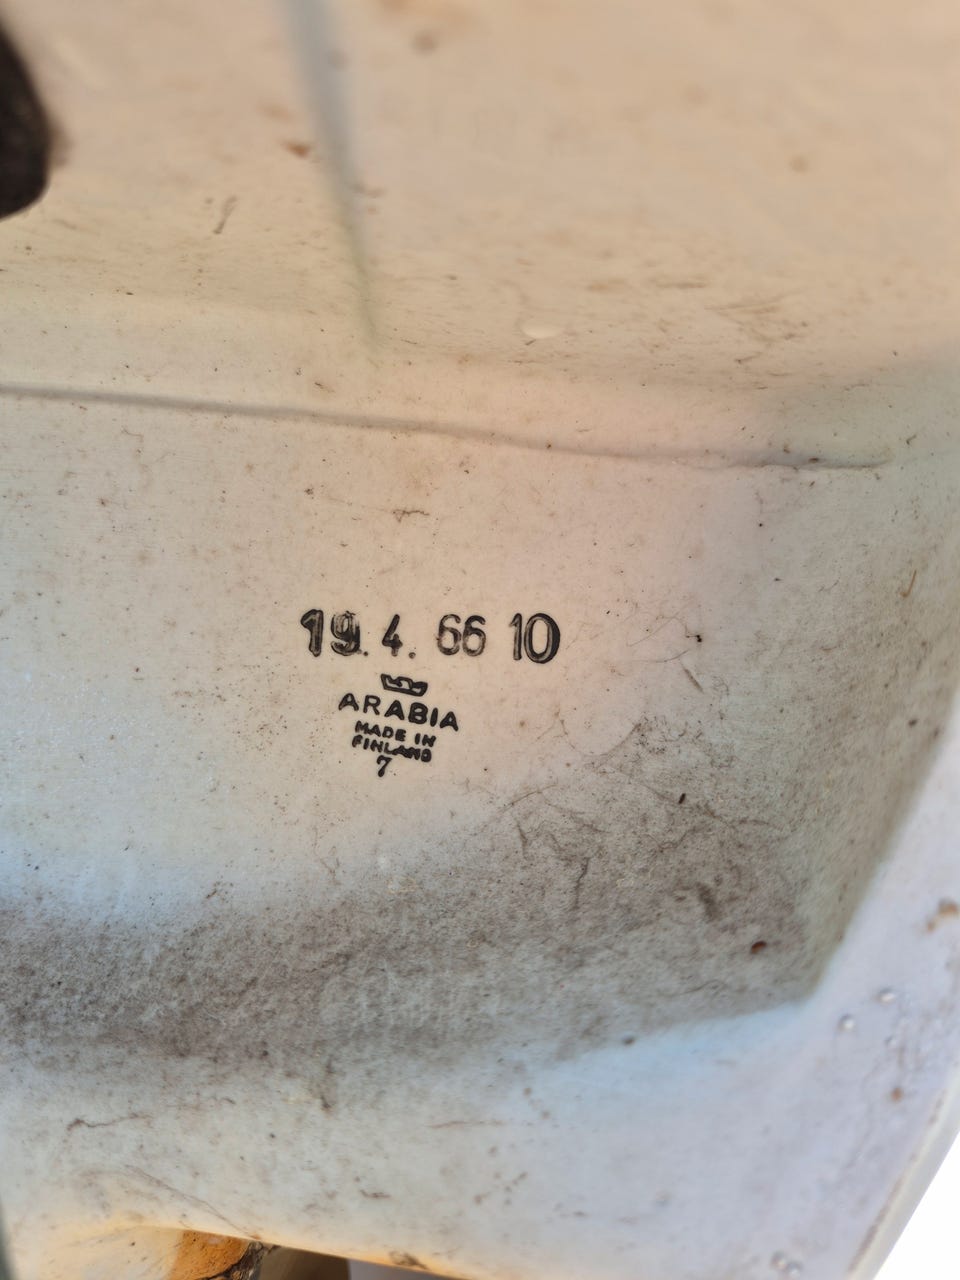 19. 4. 66 10
ARABIA
MADE IN
FINLAND
7